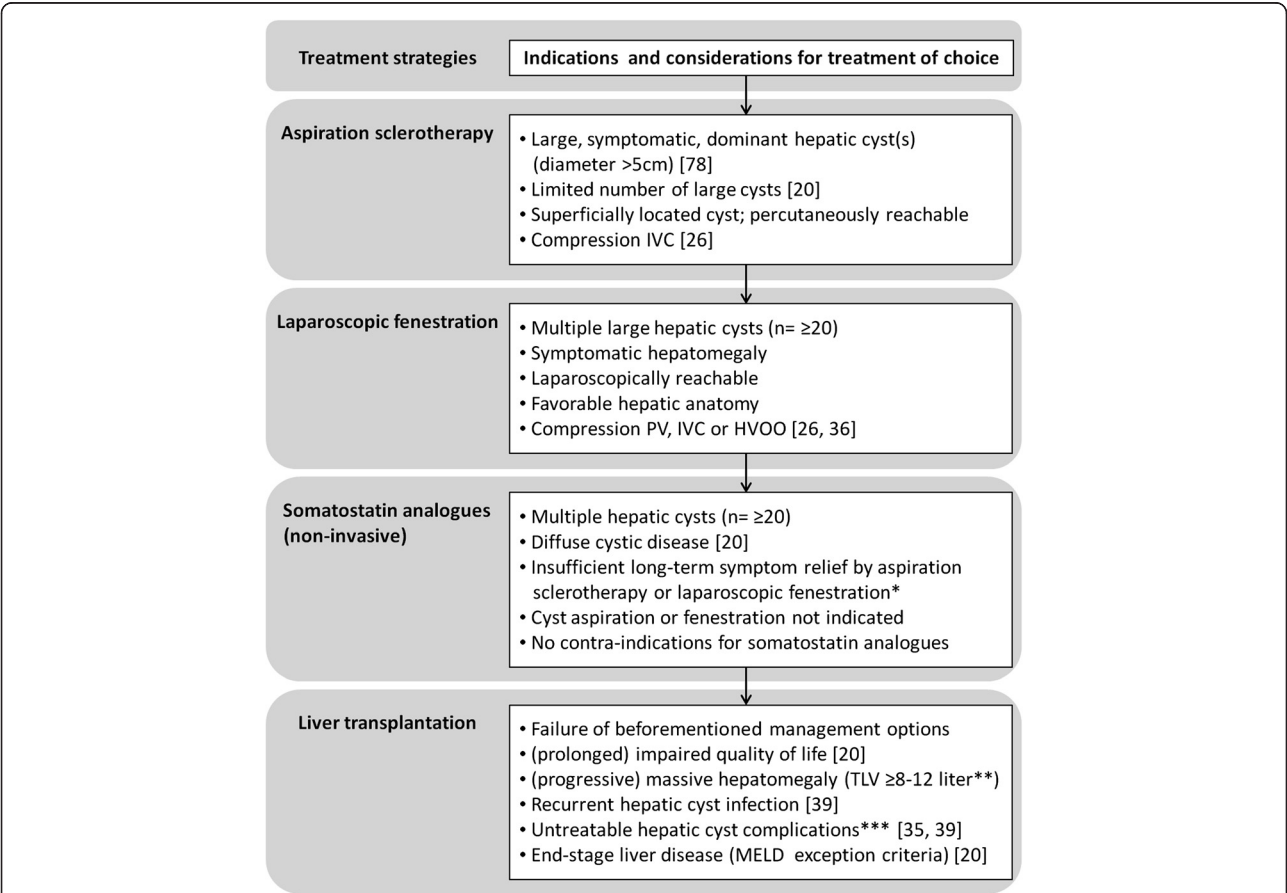 Treatment strategies
Indications and considerations for treatment of choice
Aspiration sclerotherapy
• Large, symptomatic, dominant hepatic cyst(s)
(diameter >5cm) [78]
• Limited number of large cysts [20]
• Superficially located cyst; percutaneously reachable
• Compression IVC [26]
Laparoscopic fenestration
• Multiple large hepatic cysts (n= ≥20)
• Symptomatic hepatomegaly
• Laparoscopically reachable
• Favorable hepatic anatomy
• Compression PV, IVC or HVOO [26, 36]
Somatostatin analogues
(non-invasive)
• Multiple hepatic cysts (n= ≥20)
• Diffuse cystic disease [20]
• Insufficient long-term symptom relief by aspiration
sclerotherapy or laparoscopic fenestration*
• Cyst aspiration or fenestration not indicated
• No contra-indications for somatostatin analogues
Liver transplantation
• Failure of beforementioned management options
• (prolonged) impaired quality of life [20]
• (progressive) massive hepatomegaly (TLV ≥8-12 liter**)
• Recurrent hepatic cyst infection [39]
• Untreatable hepatic cyst complications*** [35, 39]
• End-stage liver disease (MELD exception criteria) [20]